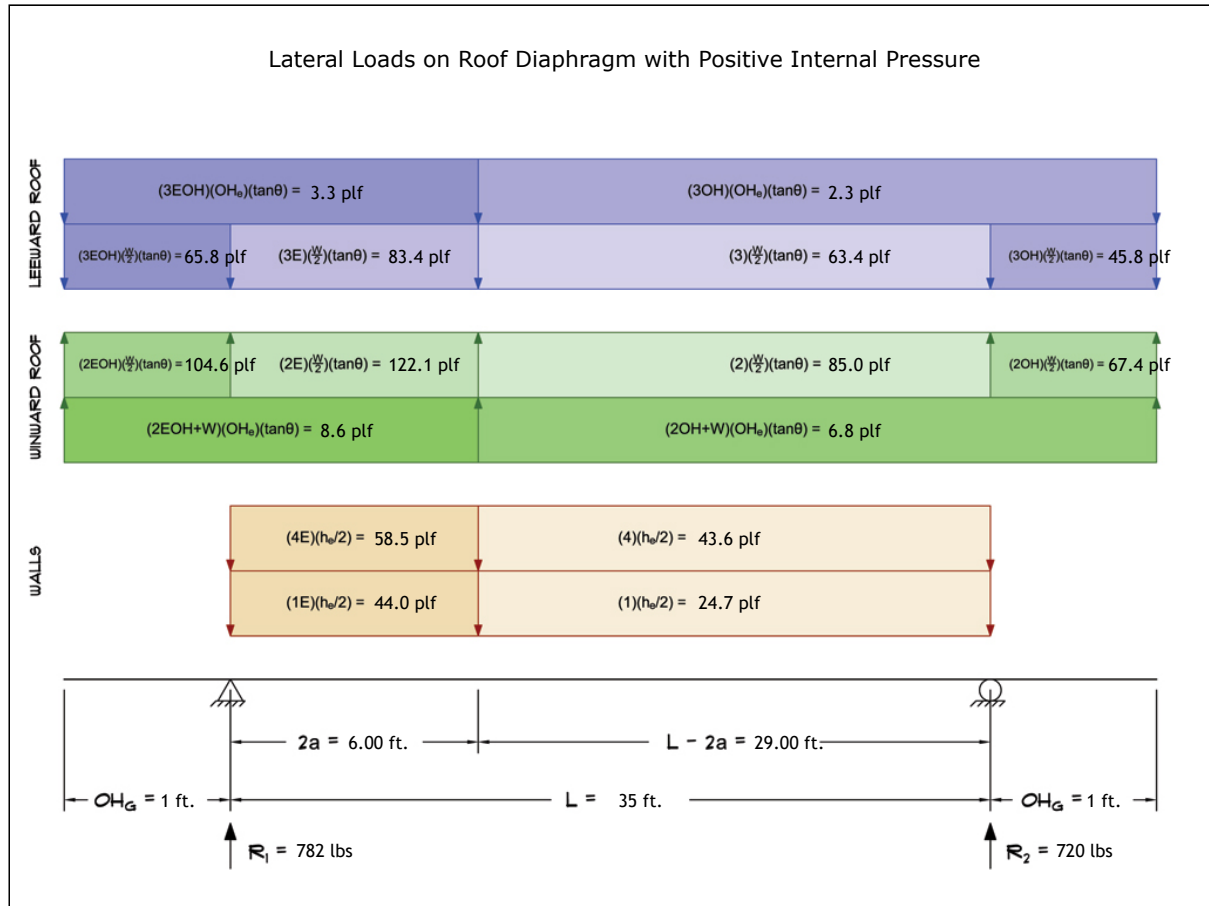 Lateral Loads on Roof Diaphragm with Positive Internal Pressure
LEEWARD ROOF
(3EOH)(OHₑ)(tanθ) = 3.3 plf
(3OH)(OHₑ)(tanθ) = 2.3 plf
(3EOH)(W/2)(tanθ) = 65.8 plf
(3E)(W/2)(tanθ) = 83.4 plf
(3)(W/2)(tanθ) = 63.4 plf
(3OH)(W/2)(tanθ) = 45.8 plf
WINWARD ROOF
(2EOH)(W/2)(tanθ) = 104.6 plf
(2E)(W/2)(tanθ) = 122.1 plf
(2)(W/2)(tanθ) = 85.0 plf
(2OH)(W/2)(tanθ) = 67.4 plf
(2EOH+W)(OHₑ)(tanθ) = 8.6 plf
(2OH+W)(OHₑ)(tanθ) = 6.8 plf
WALLS
(4E)(hₑ/2) = 58.5 plf
(4)(hₑ/2) = 43.6 plf
(1E)(hₑ/2) = 44.0 plf
(1)(hₑ/2) = 24.7 plf
2a = 6.00 ft.
L - 2a = 29.00 ft.
OH_G = 1 ft.
L = 35 ft.
OH_G = 1 ft.
R₁ = 782 lbs
R₂ = 720 lbs